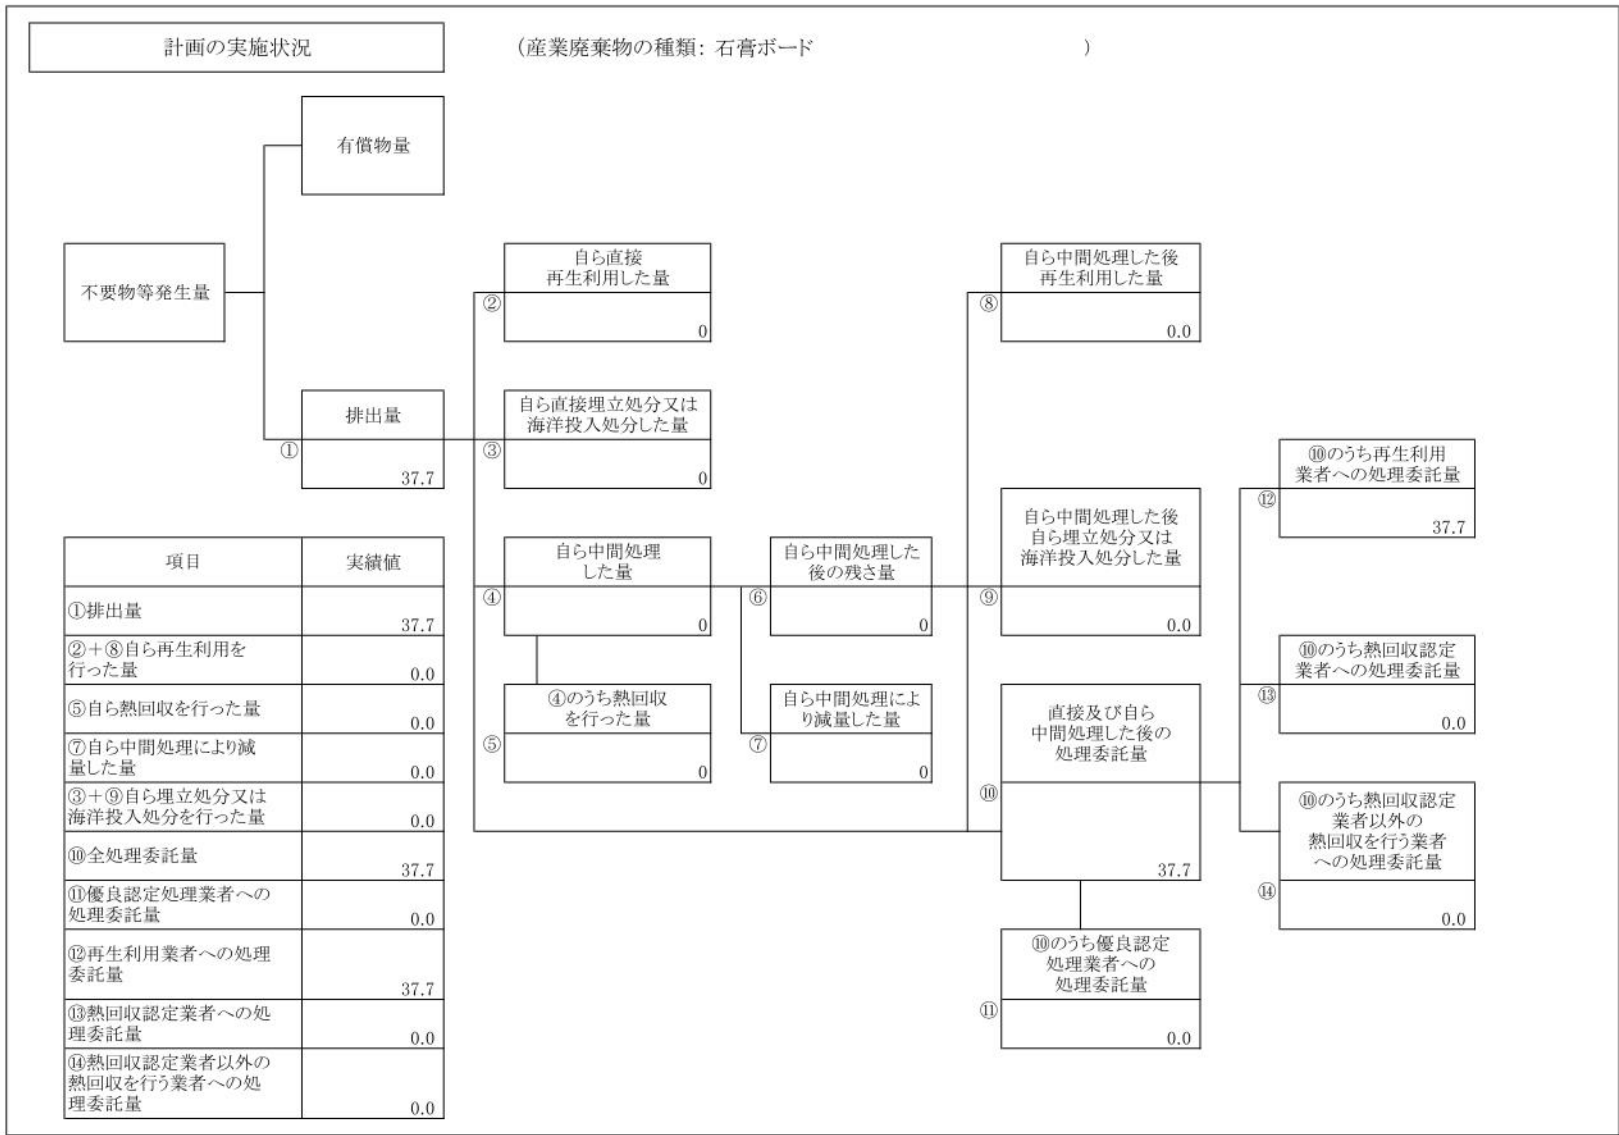 計画の実施状況
（産業廃棄物の種類：石膏ボード　）
有償物量
不要物等発生量
排出量
①
37.7
自ら直接
再生利用した量
②
0
自ら直接埋立処分又は
海洋投入処分した量
③
0
自ら中間処理
した量
④
0
④のうち熱回収
を行った量
⑤
0
自ら中間処理した
後の残さ量
⑥
0
自ら中間処理によ
り減量した量
⑦
0
自ら中間処理した後
再生利用した量
⑧
0.0
自ら中間処理した後
自ら埋立処分又は
海洋投入処分した量
⑨
0.0
直接及び自ら
中間処理した後の
処理委託量
⑩
37.7
⑩のうち優良認定
処理業者への
処理委託量
⑪
0.0
⑩のうち再生利用
業者への処理委託量
⑫
37.7
⑩のうち熱回収認定
業者への処理委託量
⑬
0.0
⑩のうち熱回収認定
業者以外の
熱回収を行う業者
への処理委託量
⑭
0.0
項目 実績値
①排出量
37.7
②＋⑧自ら再生利用を
行った量
0.0
⑤自ら熱回収を行った量
0.0
⑦自ら中間処理により減
量した量
0.0
③＋⑨自ら埋立処分又は
海洋投入処分を行った量
0.0
⑩全処理委託量
37.7
⑪優良認定処理業者への
処理委託量
0.0
⑫再生利用業者への処理
委託量
37.7
⑬熱回収認定業者への処
理委託量
0.0
⑭熱回収認定業者以外の
熱回収を行う業者への処
理委託量
0.0